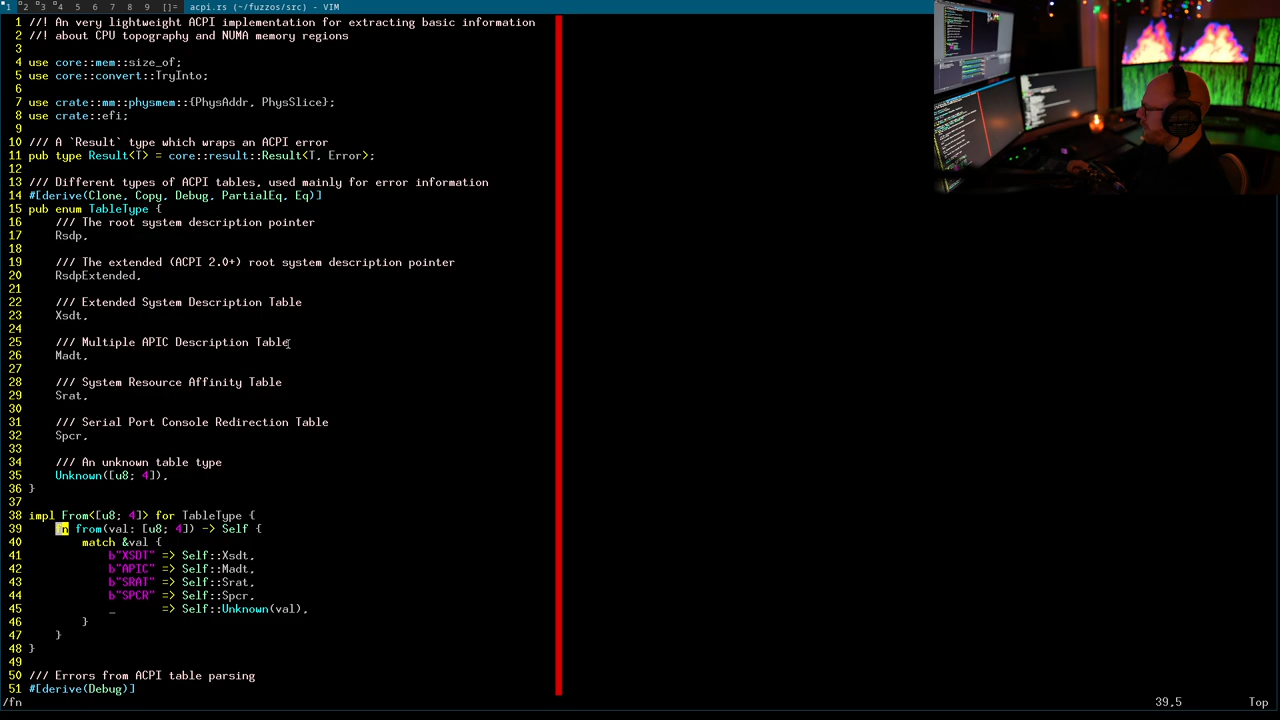 1 2 3 4 5 6 7 8 9 []= acpi.rs (~/fuzzos/src) - VIM
1 //! An very lightweight ACPI implementation for extracting basic information
2 //! about CPU topography and NUMA memory regions
3
4 use core::mem::size_of;
5 use core::convert::TryInto;
6
7 use crate::mm::physmem::{PhysAddr, PhysSlice};
8 use crate::efi;
9
10 /// A `Result` type which wraps an ACPI error
11 pub type Result<T> = core::result::Result<T, Error>;
12
13 /// Different types of ACPI tables, used mainly for error information
14 #[derive(Clone, Copy, Debug, PartialEq, Eq)]
15 pub enum TableType {
16     /// The root system description pointer
17     Rsdp,
18
19     /// The extended (ACPI 2.0+) root system description pointer
20     RsdpExtended,
21
22     /// Extended System Description Table
23     Xsdt,
24
25     /// Multiple APIC Description Table
26     Madt,
27
28     /// System Resource Affinity Table
29     Srat,
30
31     /// Serial Port Console Redirection Table
32     Spcr,
33
34     /// An unknown table type
35     Unknown([u8; 4]),
36 }
37
38 impl From<[u8; 4]> for TableType {
39     fn from(val: [u8; 4]) -> Self {
40         match &val {
41             b"XSDT" => Self::Xsdt,
42             b"APIC" => Self::Madt,
43             b"SRAT" => Self::Srat,
44             b"SPCR" => Self::Spcr,
45             _       => Self::Unknown(val),
46         }
47     }
48 }
49
50 /// Errors from ACPI table parsing
51 #[derive(Debug)]
/fn 39,5 Top